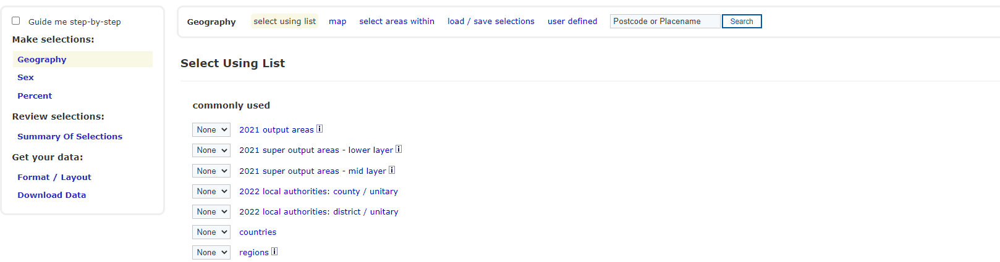 Guide me step-by-step
Make selections:
Geography
Sex
Percent
Review selections:
Summary Of Selections
Get your data:
Format / Layout
Download Data
Geography select using list map select areas within load / save selections user defined Postcode or Placename Search
Select Using List
commonly used
None 2021 output areas i
None 2021 super output areas - lower layer i
None 2021 super output areas - mid layer i
None 2022 local authorities: county / unitary
None 2022 local authorities: district / unitary
None countries
None regions i